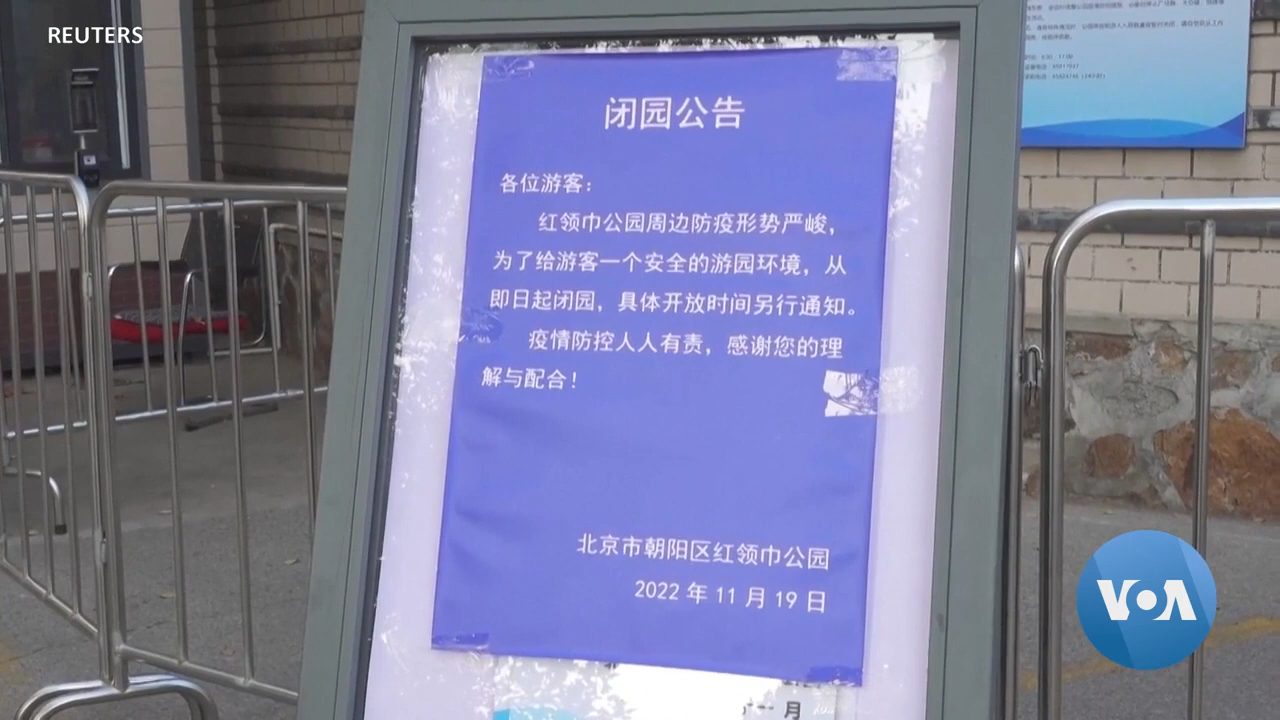 REUTERS
闭园公告
各位游客：
红领巾公园周边防疫形势严峻，
为了给游客一个安全的游园环境，从
即日起闭园，具体开放时间另行通知。
疫情防控人人有责，感谢您的理
解与配合！
北京市朝阳区红领巾公园
2022 年 11 月 19 日
VOA